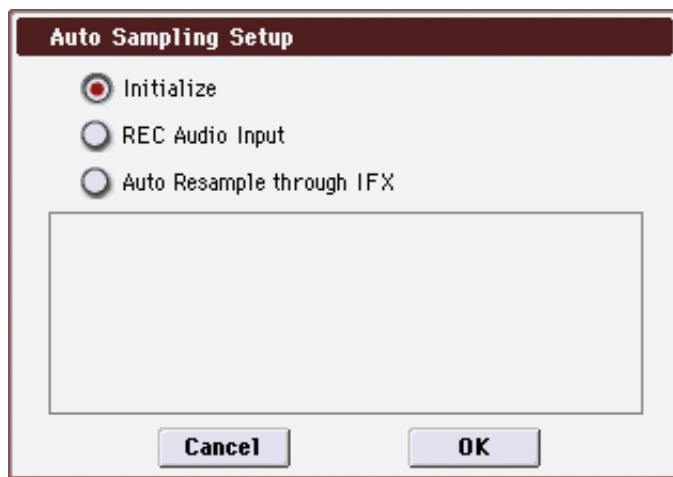 Auto Sampling Setup
Initialize
REC Audio Input
Auto Resample through IFX
Cancel OK